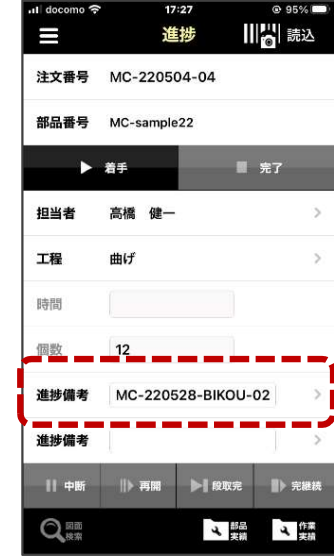 docomo 17:27 95%
進捗 読込
注文番号 MC-220504-04
部品番号 MC-sample22
着手 完了
担当者 高橋 健一
工程 曲げ
時間
個数 12
進捗備考 MC-220528-BIKOU-02
進捗備考
中断 再開 段取完 完継続
図面
検索
部品
実績
作業
実績